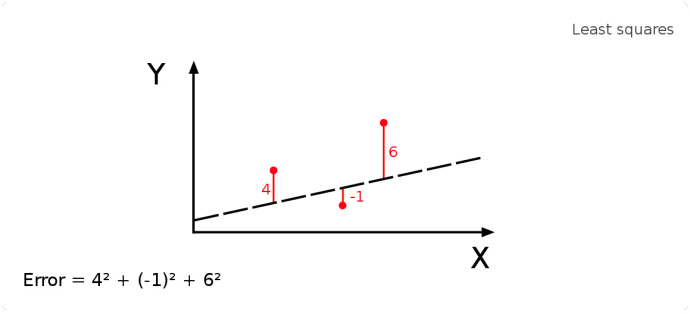 Least squares
Y
6
4
-1
X
Error = 4² + (-1)² + 6²